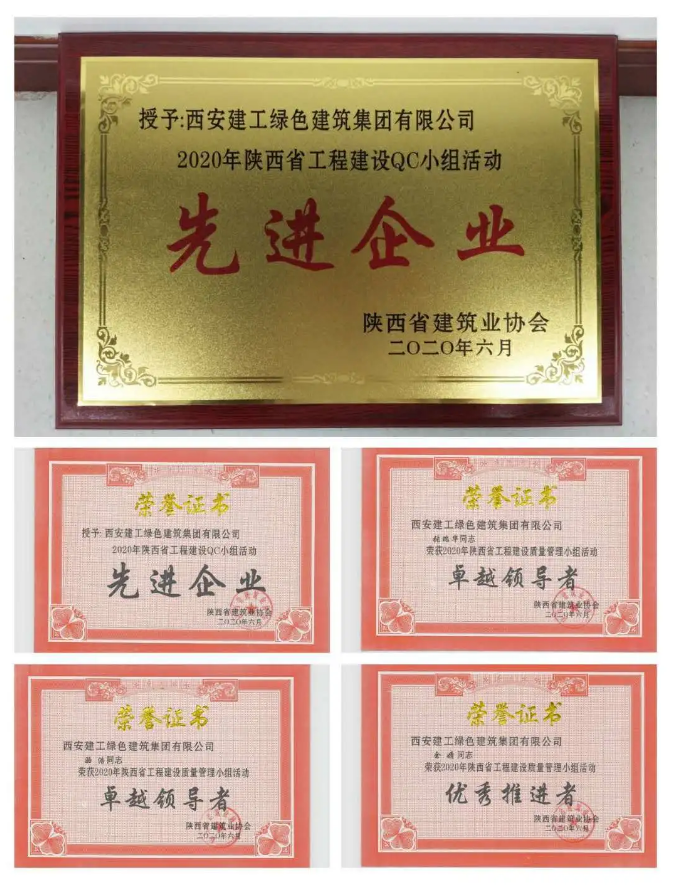 授予:西安建工绿色建筑集团有限公司
2020年陕西省工程建设QC小组活动
先进企业
陕西省建筑业协会
二〇二〇年六月
荣誉证书
授予:西安建工绿色建筑集团有限公司
2020年陕西省工程建设QC小组活动
先进企业
陕西省建筑业协会
二〇二〇年六月
荣誉证书
西安建工绿色建筑集团有限公司
同志
荣获2020年陕西省工程建设质量管理小组活动
卓越领导者
陕西省建筑业协会
二〇二〇年六月
荣誉证书
西安建工绿色建筑集团有限公司
同志
荣获2020年陕西省工程建设质量管理小组活动
卓越领导者
陕西省建筑业协会
二〇二〇年六月
荣誉证书
西安建工绿色建筑集团有限公司
同志
荣获2020年陕西省工程建设质量管理小组活动
优秀推进者
陕西省建筑业协会
二〇二〇年六月